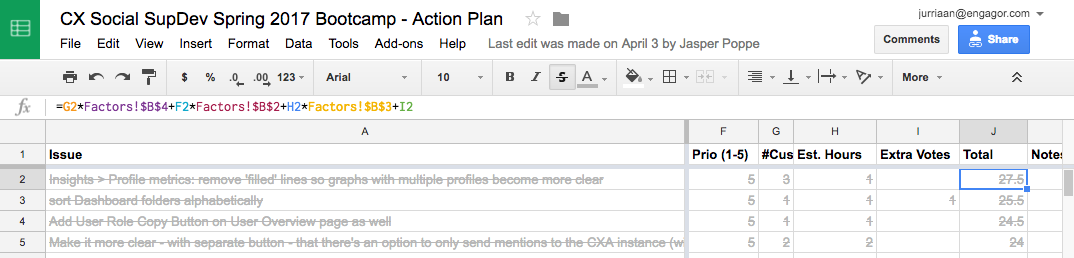 CX Social SupDev Spring 2017 Bootcamp - Action Plan
jurriaan@engagor.com
File Edit View Insert Format Data Tools Add-ons Help Last edit was made on April 3 by Jasper Poppe
Comments Share
$ % .0 .00 123 Arial 10 B I S A More
fx =G2*Factors!$B$4+F2*Factors!$B$2+H2*Factors!$B$3+I2
A F G H I J
1 Issue Prio (1-5) #Cus Est. Hours Extra Votes Total Notes
2 Insights > Profile metrics: remove 'filled' lines so graphs with multiple profiles become more clear 5 3 1 27.5
3 sort Dashboard folders alphabetically 5 1 1 1 25.5
4 Add User Role Copy Button on User Overview page as well 5 1 1 24.5
5 Make it more clear - with separate button - that there's an option to only send mentions to the CXA instance (w 5 2 2 24